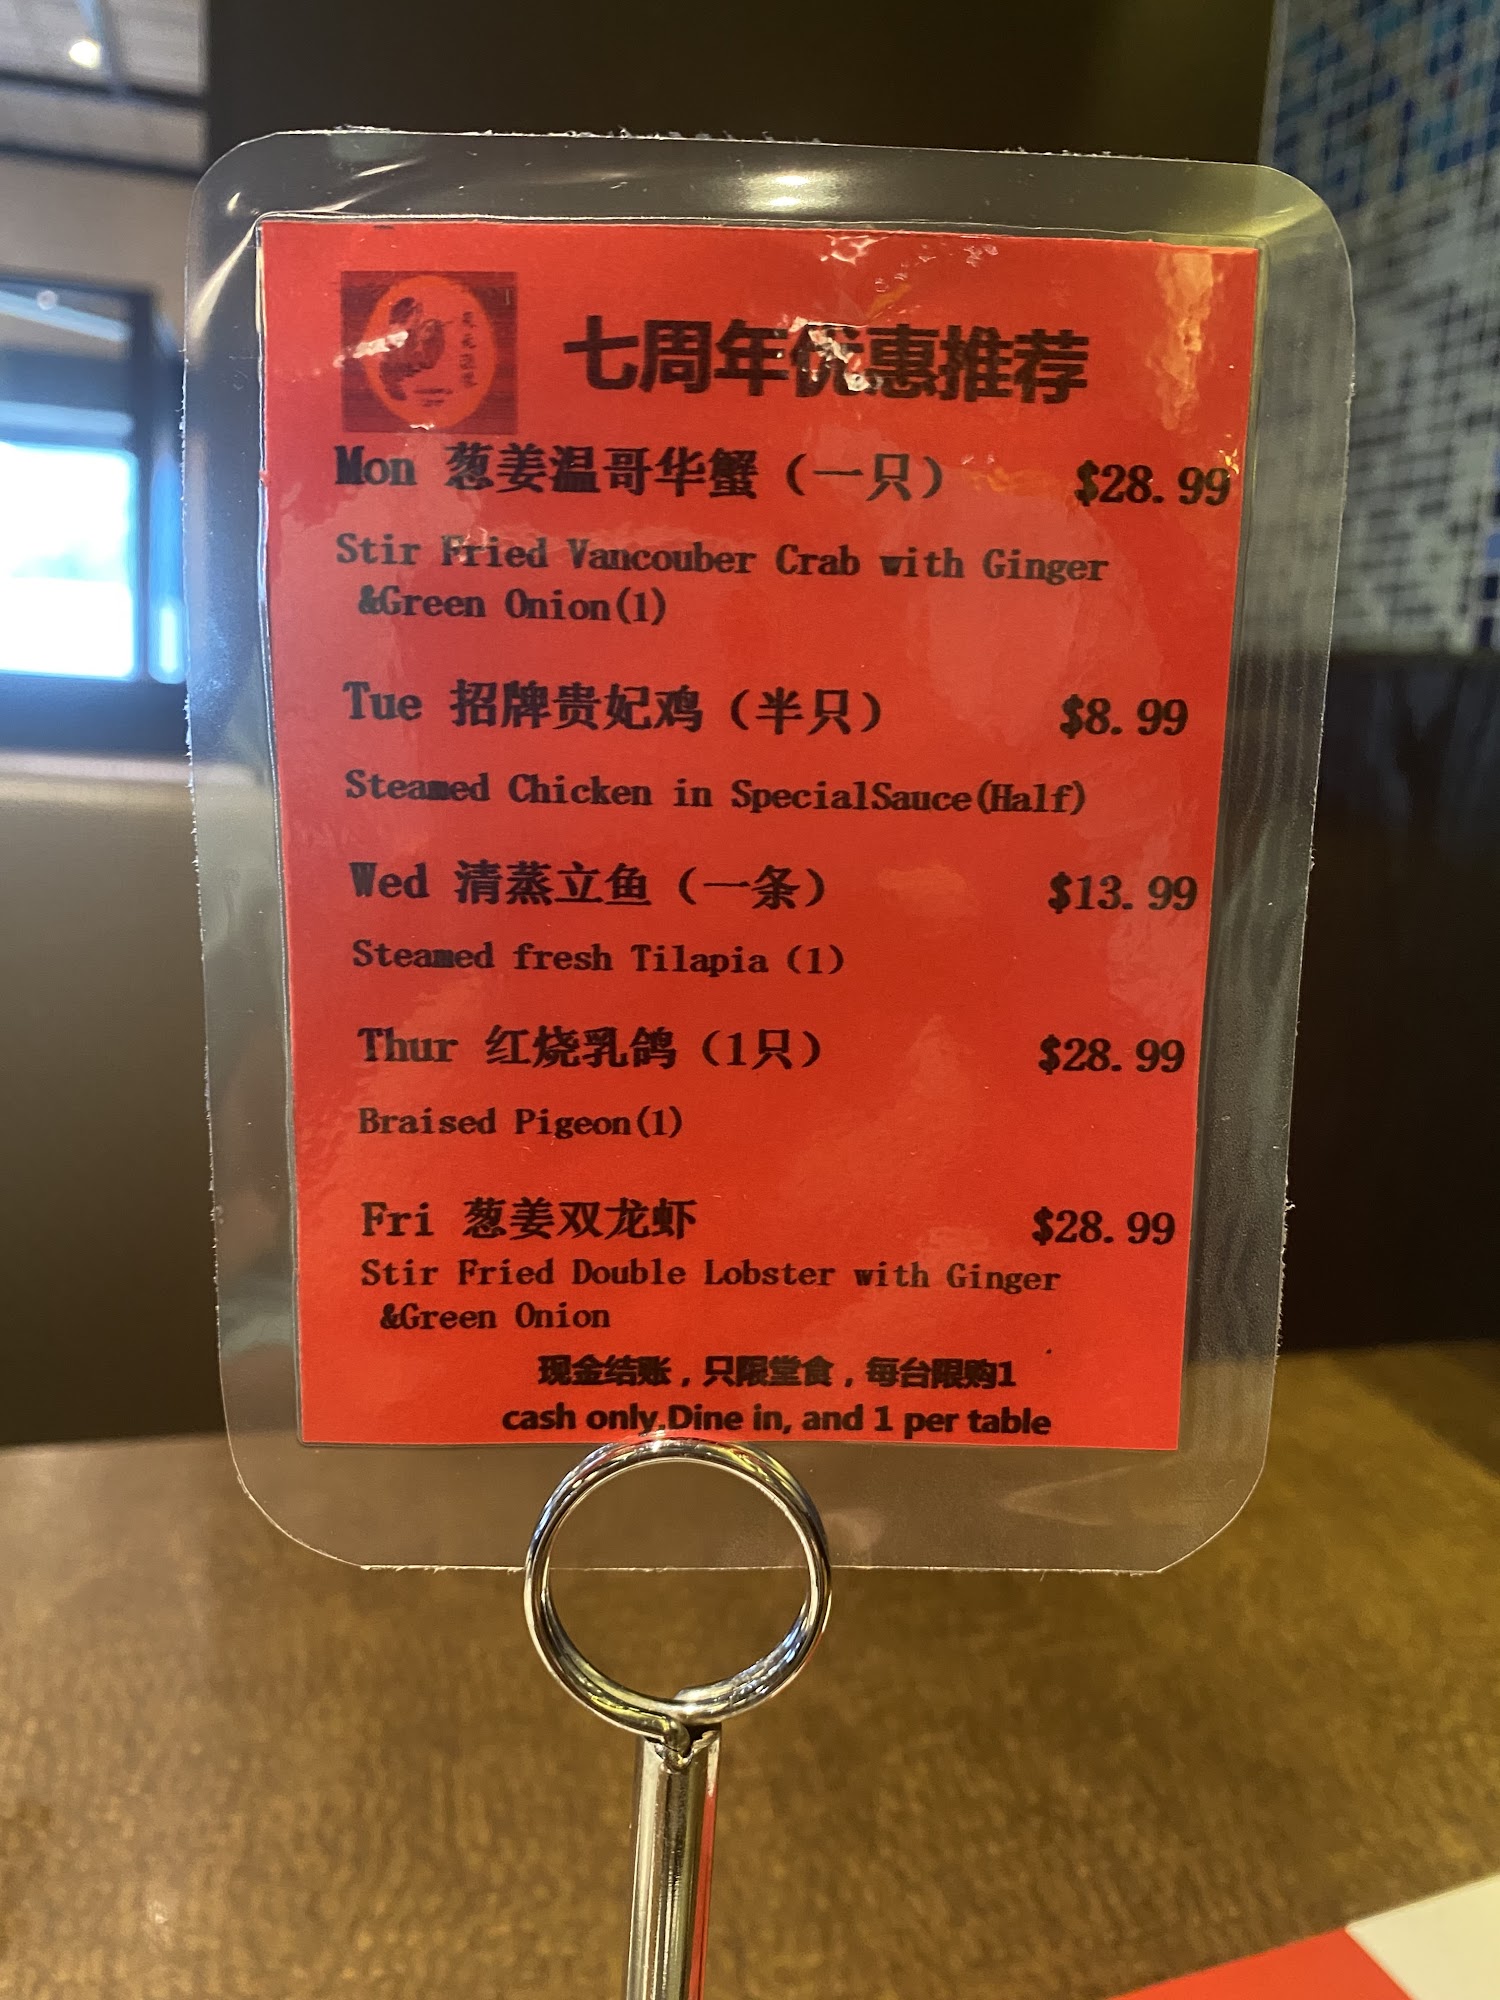 七周年优惠推荐
Mon 葱姜温哥华蟹（一只） $28.99
Stir Fried Vancouber Crab with Ginger
&Green Onion(1)
Tue 招牌贵妃鸡（半只） $8.99
Steamed Chicken in SpecialSauce(Half)
Wed 清蒸立鱼（一条） $13.99
Steamed fresh Tilapia (1)
Thur 红烧乳鸽（1只） $28.99
Braised Pigeon(1)
Fri 葱姜双龙虾 $28.99
Stir Fried Double Lobster with Ginger
&Green Onion
现金结账，只限堂食，每台限购1
cash only,Dine in, and 1 per table